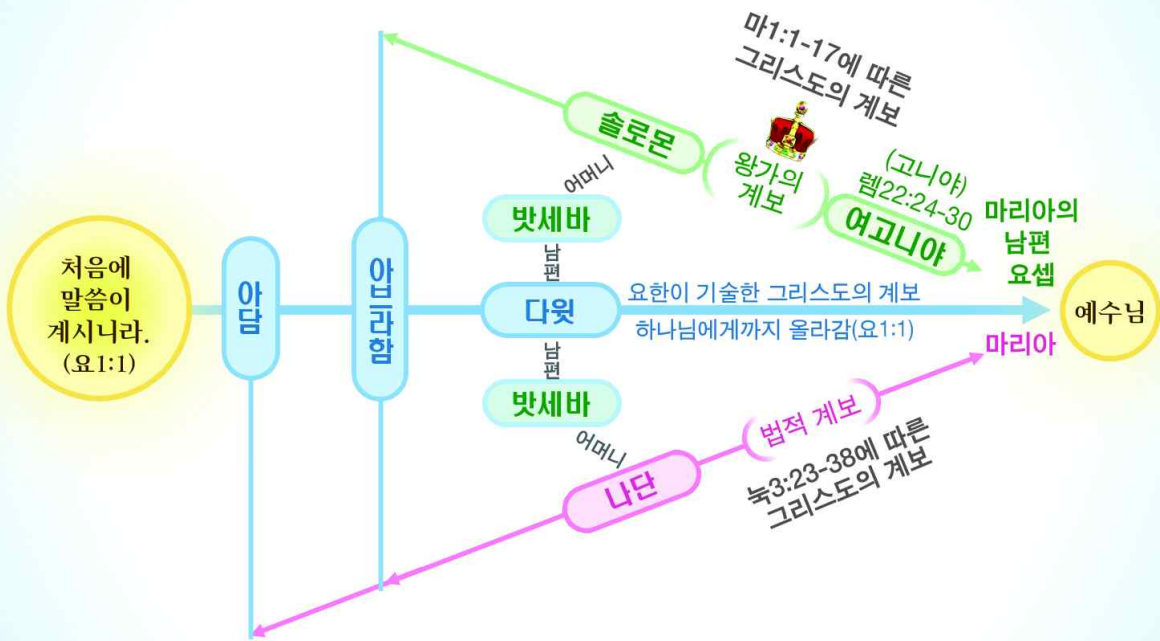 마1:1-17에 따른
그리스도의 계보
솔로몬
왕가의
계보
(고니야)
렘22:24-30
여고니야
마리아의
남편
요셉
어머니
밧세바
남편
처음에
말씀이
계시니라.
(요1:1)
아담
아브라함
다윗
요한이 기술한 그리스도의 계보
하나님에게까지 올라감(요1:1)
예수님
마리아
남편
밧세바
어머니
나단
법적 계보
눅3:23-38에 따른
그리스도의 계보